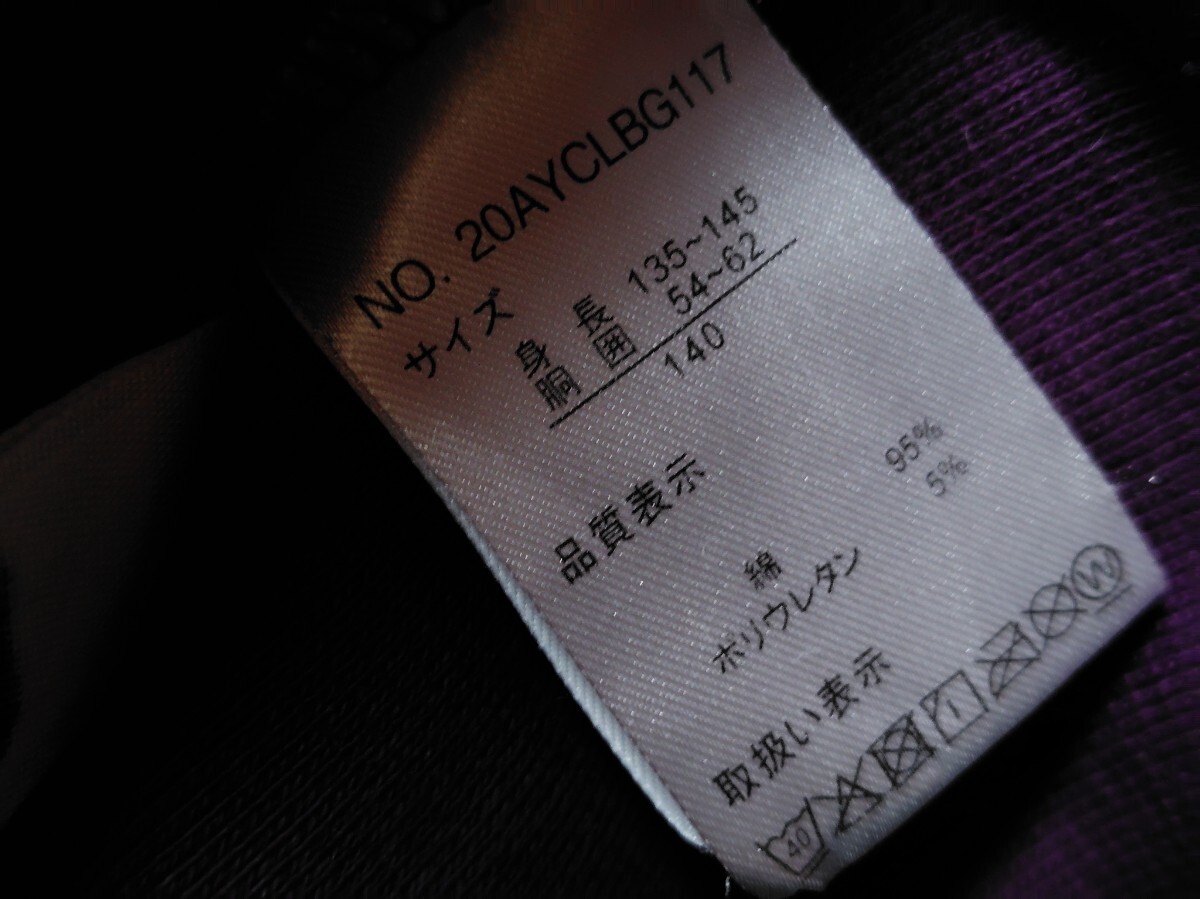 NO. 20AYCLBG117
サイズ
身長 135~145
胴囲 54~62
140
品質表示
綿 95%
ポリウレタン 5%
取扱い表示
40
W